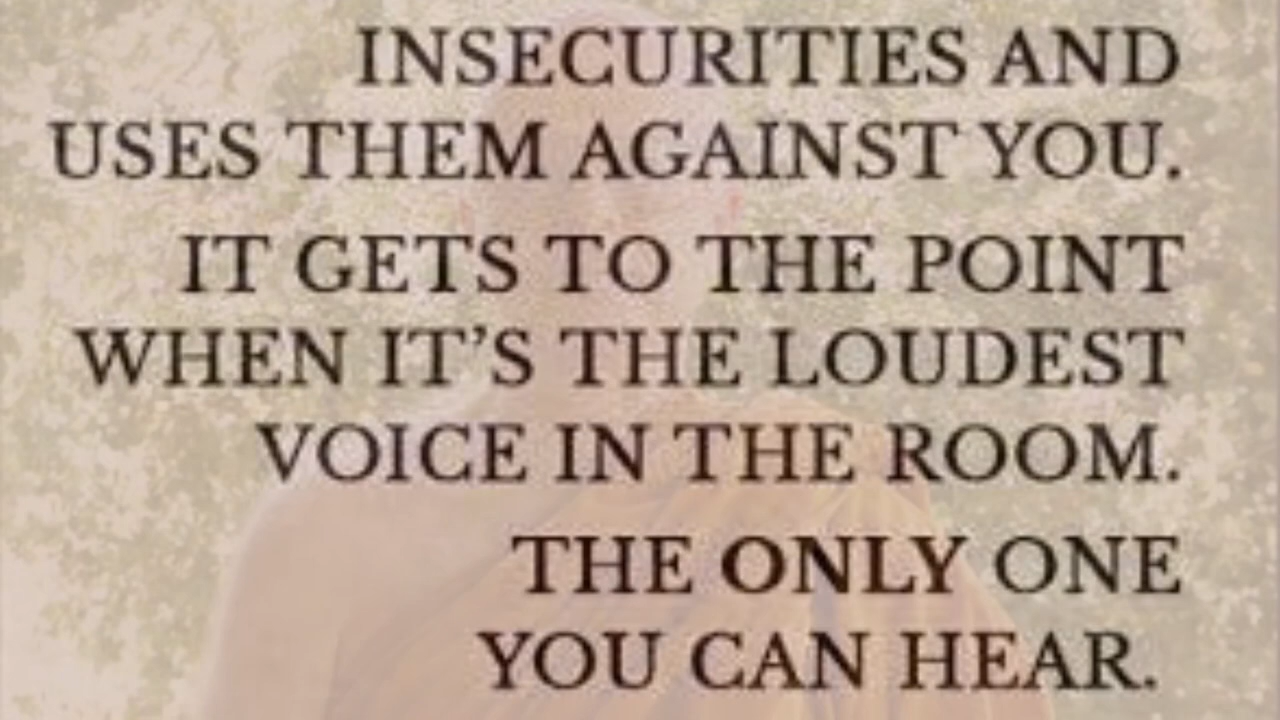 INSECURITIES AND
USES THEM AGAINST YOU.
IT GETS TO THE POINT
WHEN IT’S THE LOUDEST
VOICE IN THE ROOM.
THE ONLY ONE
YOU CAN HEAR.